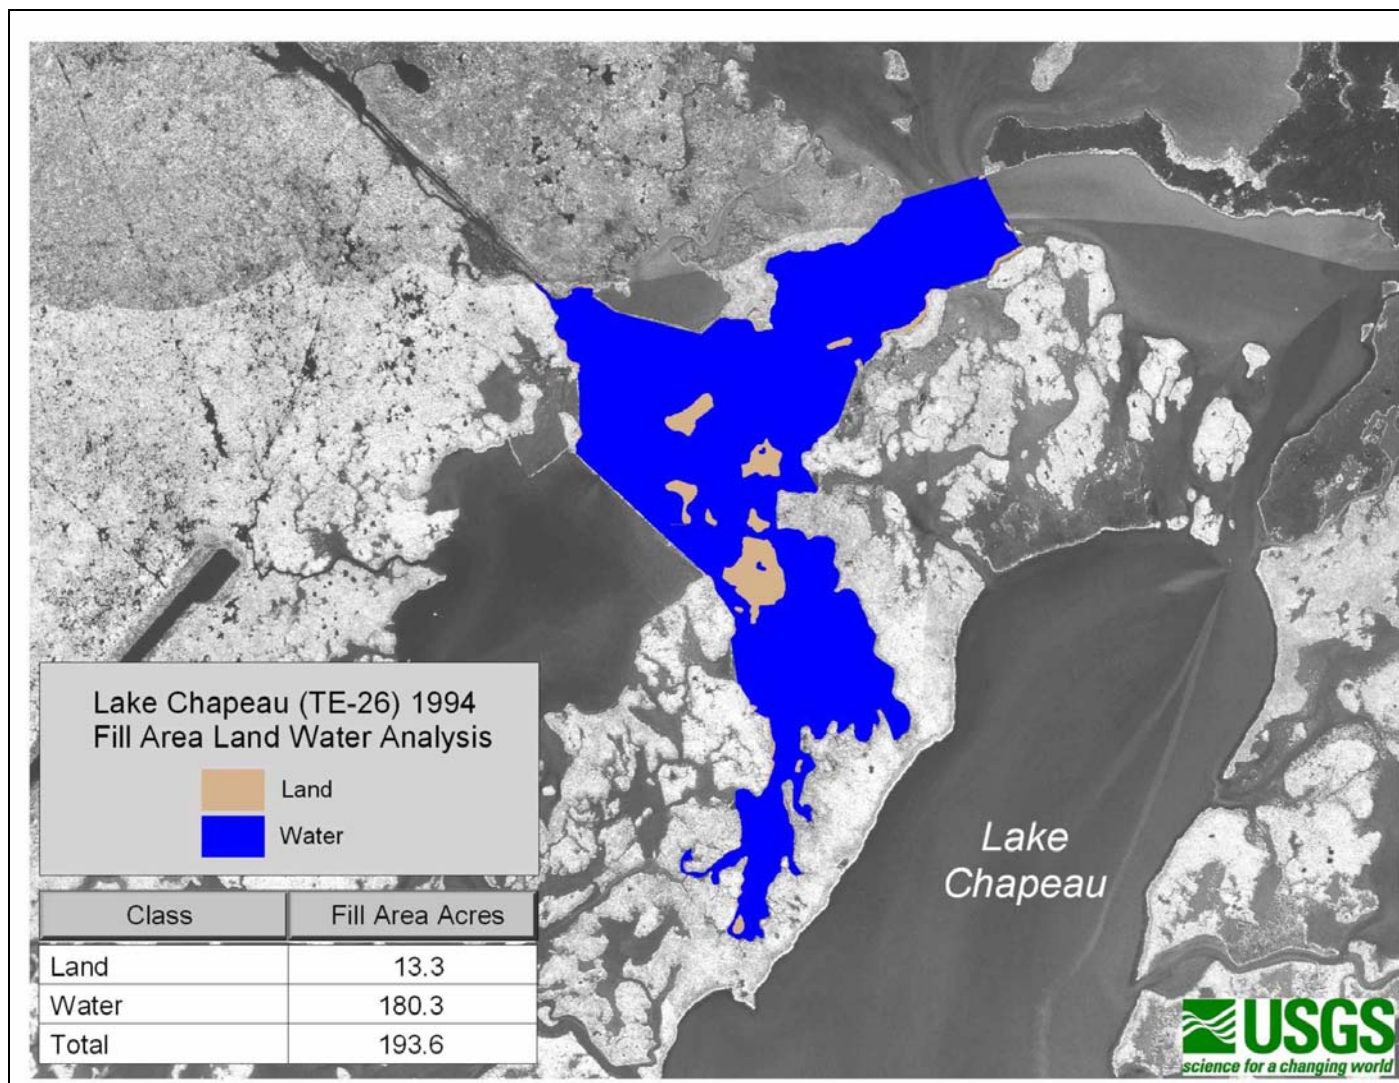 Lake Chapeau (TE-26) 1994
Fill Area Land Water Analysis
Land
Water
Class Fill Area Acres
Land 13.3
Water 180.3
Total 193.6
Lake
Chapeau
USGS
science for a changing world